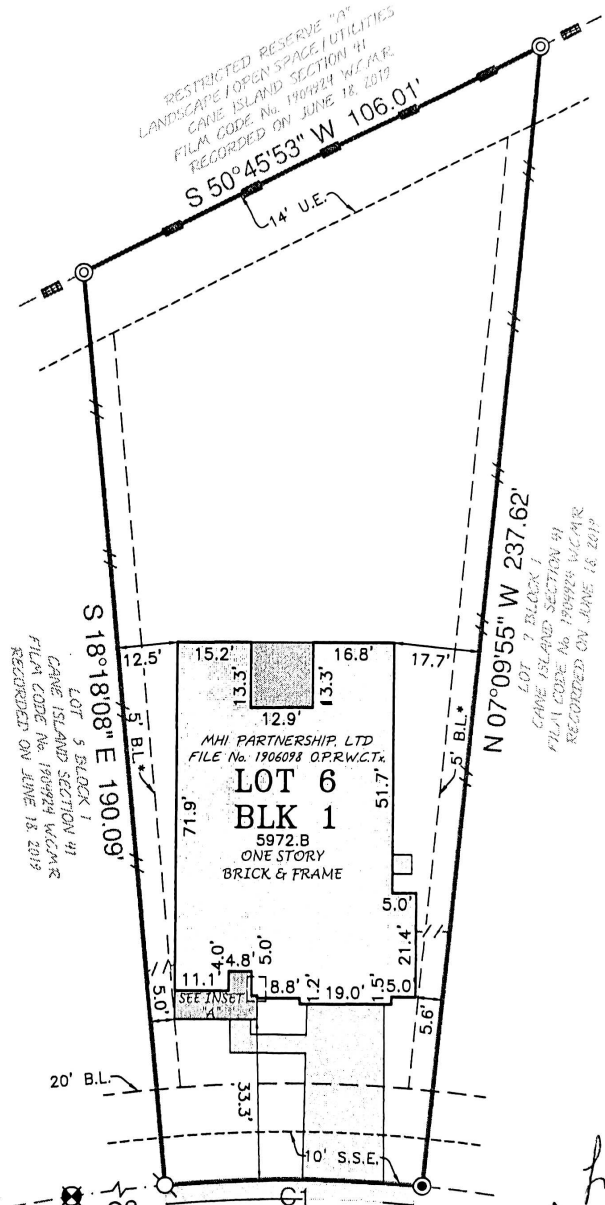 RESTRICTED RESERVE "A"
LANDSCAPE / OPEN SPACE / UTILITIES
CANE ISLAND SECTION 41
FILM CODE No. 1904924 W.C.M.R.
RECORDED ON JUNE 18, 2019
S 50°45'53" W 106.01'
14' U.E.
S 18°18'08" E 190.09'
5' B.L.*
LOT 5 BLOCK 1
CANE ISLAND SECTION 41
FILM CODE No. 1904924 W.C.M.R.
RECORDED ON JUNE 18, 2019
N 07°09'55" W 237.62'
5' B.L.*
LOT 7 BLOCK 1
CANE ISLAND SECTION 41
FILM CODE No. 1904924 W.C.M.R.
RECORDED ON JUNE 18, 2019
12.5'
15.2'
16.8'
17.7'
13.3'
13.3'
12.9'
MHI PARTNERSHIP, LTD
FILE No. 1906098 O.P.R.W.C.Tx.
LOT 6
BLK 1
5972.B
ONE STORY
BRICK & FRAME
71.9'
51.7'
5.0'
21.4'
4.8'
4.0'
5.0'
11.1'
8.8'
1.2'
19.0'
1.5'
5.0'
SEE INSET
"A"
5.0'
5.6'
33.3'
20' B.L.
10' S.S.E.
C1